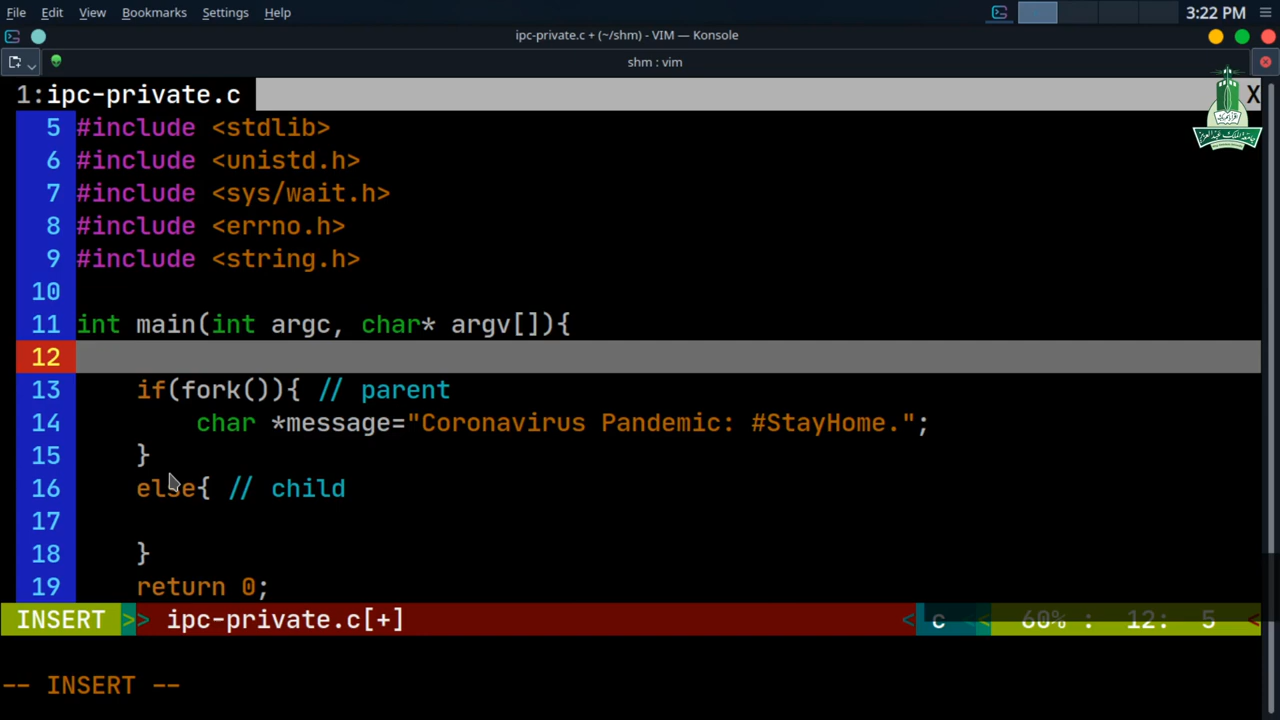 File Edit View Bookmarks Settings Help 3:22 PM
ipc-private.c + (~/shm) - VIM — Konsole
shm : vim
1:ipc-private.c X
5 #include <stdlib>
6 #include <unistd.h>
7 #include <sys/wait.h>
8 #include <errno.h>
9 #include <string.h>
10
11 int main(int argc, char* argv[]){
12
13 if(fork()){ // parent
14 char *message="Coronavirus Pandemic: #StayHome.";
15 }
16 else{ // child
17
18 }
19 return 0;
INSERT >> ipc-private.c[+] < c < 60% : 12: 5 <
-- INSERT --